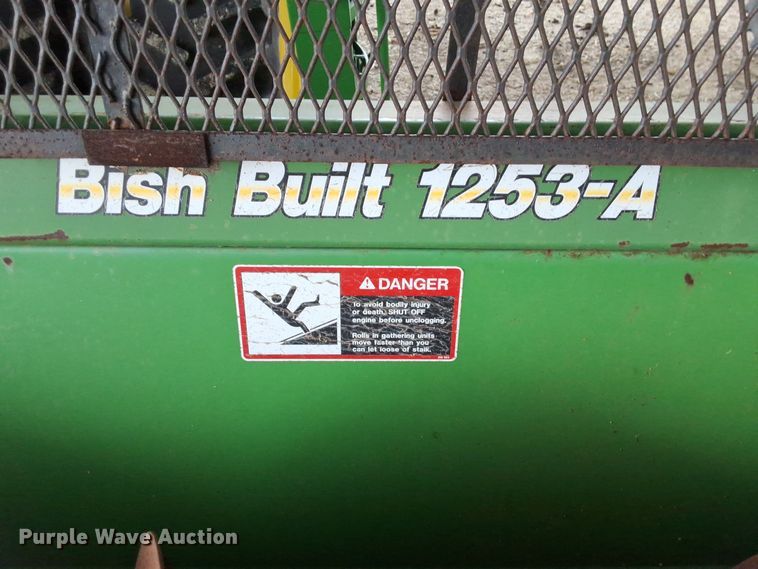 Bish Built 1253-A
DANGER
To avoid bodily injury
or death, SHUT OFF
engine before unclogging.
Rolls in gathering units
move faster than you
can let loose of stalk.
Purple Wave Auction